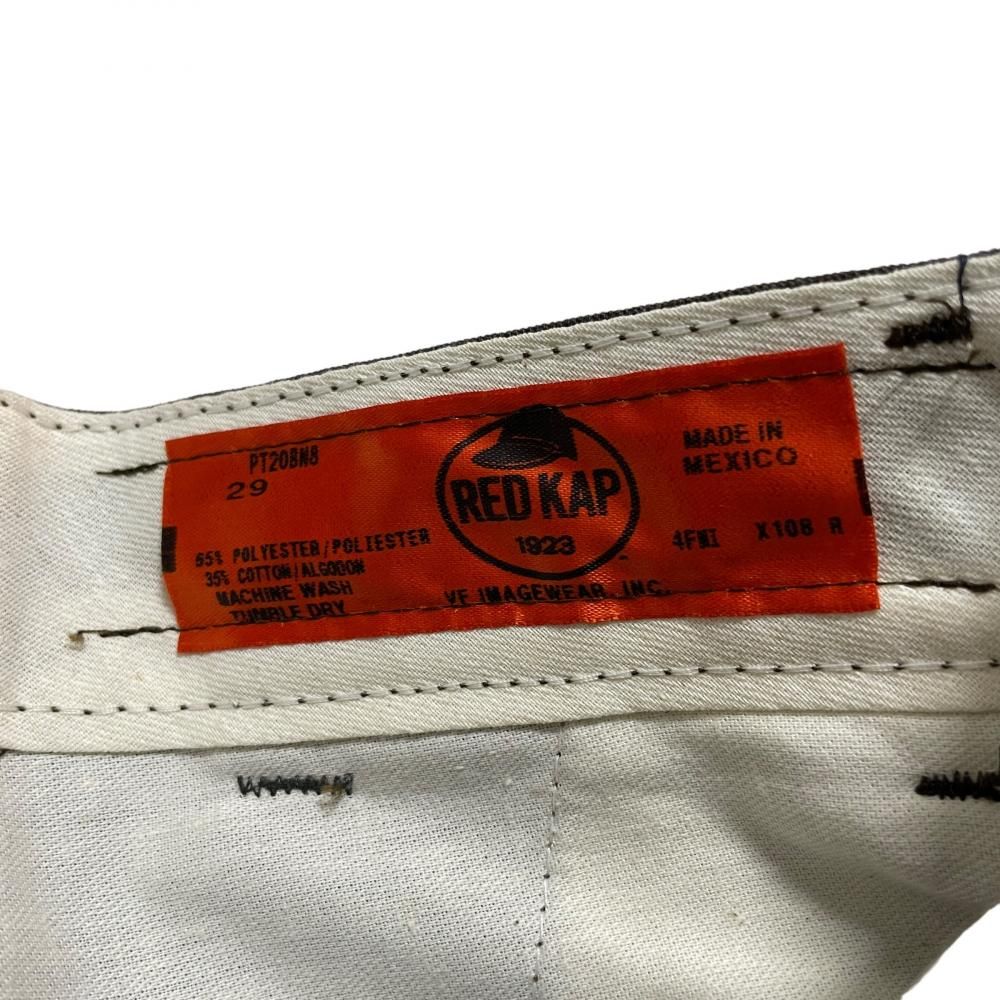 PT20BN8
29
65% POLYESTER/POLIESTER
35% COTTON/ALGODON
MACHINE WASH
TUMBLE DRY
RED KAP
1923
VF IMAGEWEAR, INC.
MADE IN
MEXICO
X108 R